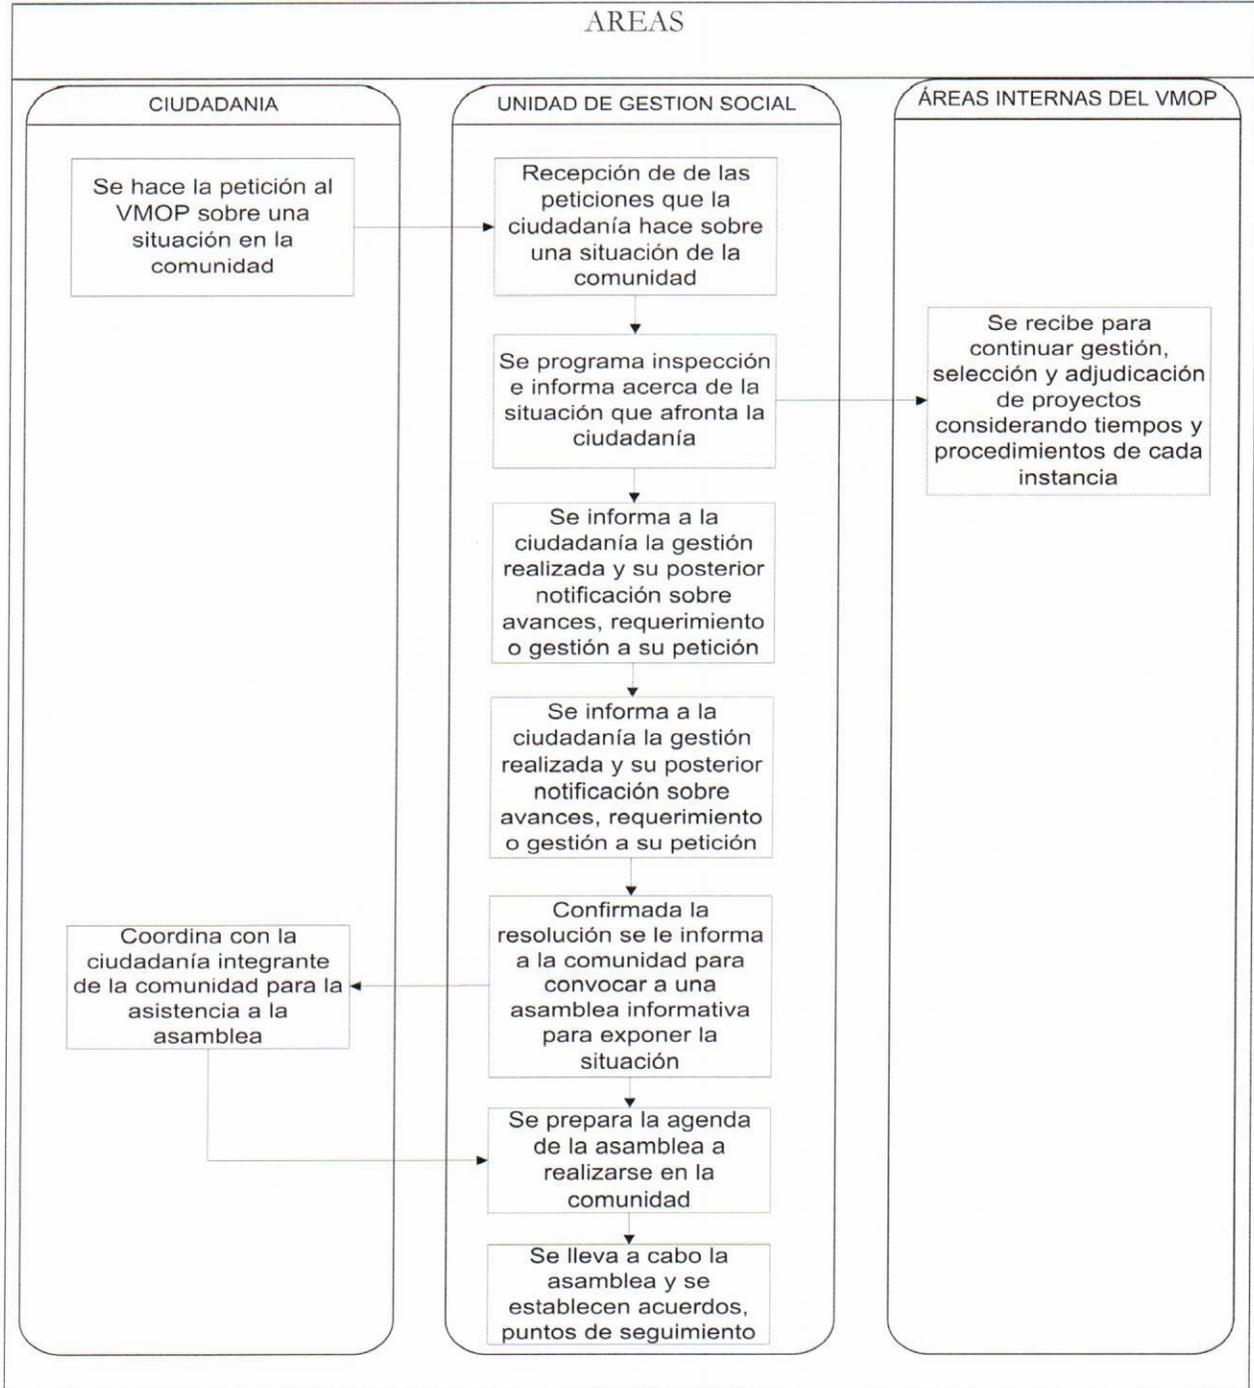 AREAS
CIUDADANIA
UNIDAD DE GESTION SOCIAL
ÁREAS INTERNAS DEL VMOP
Se hace la petición al
VMOP sobre una
situación en la
comunidad
Recepción de de las
peticiones que la
ciudadanía hace sobre
una situación de la
comunidad
Se programa inspección
e informa acerca de la
situación que afronta la
ciudadanía
Se recibe para
continuar gestión,
selección y adjudicación
de proyectos
considerando tiempos y
procedimientos de cada
instancia
Se informa a la
ciudadanía la gestión
realizada y su posterior
notificación sobre
avances, requerimiento
o gestión a su petición
Se informa a la
ciudadanía la gestión
realizada y su posterior
notificación sobre
avances, requerimiento
o gestión a su petición
Confirmada la
resolución se le informa
a la comunidad para
convocar a una
asamblea informativa
para exponer la
situación
Coordina con la
ciudadanía integrante
de la comunidad para la
asistencia a la
asamblea
Se prepara la agenda
de la asamblea a
realizarse en la
comunidad
Se lleva a cabo la
asamblea y se
establecen acuerdos,
puntos de seguimiento